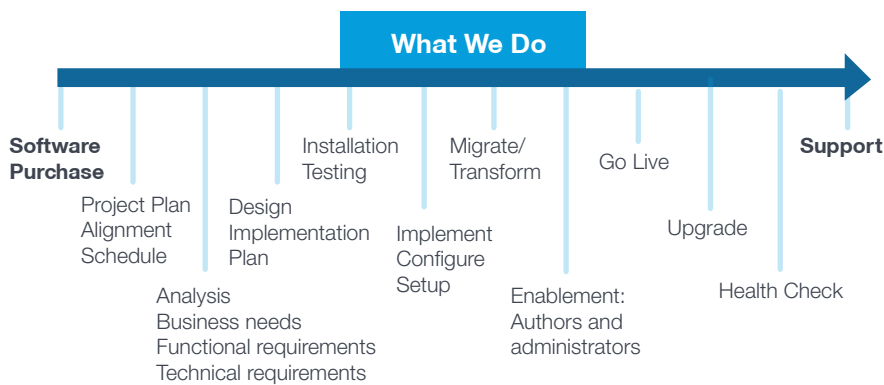 What We Do
Software
Purchase
Project Plan
Alignment
Schedule
Analysis
Business needs
Functional requirements
Technical requirements
Design
Implementation
Plan
Installation
Testing
Implement
Configure
Setup
Migrate/
Transform
Enablement:
Authors and
administrators
Go Live
Upgrade
Health Check
Support